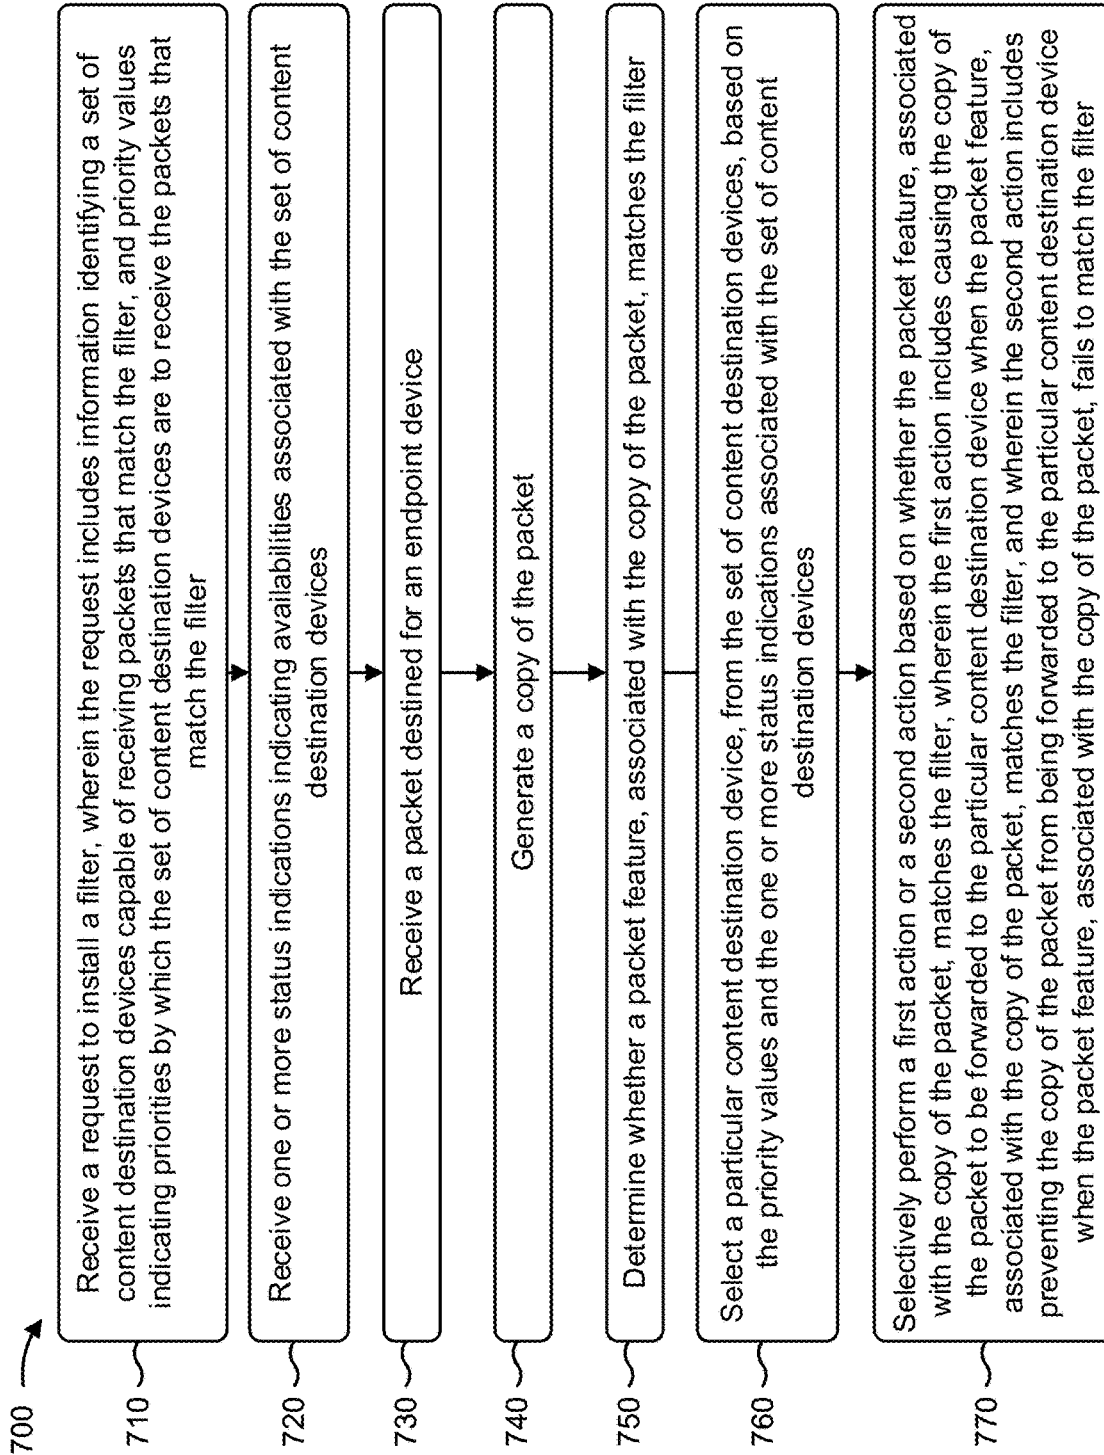 700
710
Receive a request to install a filter, wherein the request includes information identifying a set of
content destination devices capable of receiving packets that match the filter, and priority values
indicating priorities by which the set of content destination devices are to receive the packets that
match the filter
720
Receive one or more status indications indicating availabilities associated with the set of content
destination devices
730
Receive a packet destined for an endpoint device
740
Generate a copy of the packet
750
Determine whether a packet feature, associated with the copy of the packet, matches the filter
760
Select a particular content destination device, from the set of content destination devices, based on
the priority values and the one or more status indications associated with the set of content
destination devices
770
Selectively perform a first action or a second action based on whether the packet feature, associated
with the copy of the packet, matches the filter, wherein the first action includes causing the copy of
the packet to be forwarded to the particular content destination device when the packet feature,
associated with the copy of the packet, matches the filter, and wherein the second action includes
preventing the copy of the packet from being forwarded to the particular content destination device
when the packet feature, associated with the copy of the packet, fails to match the filter